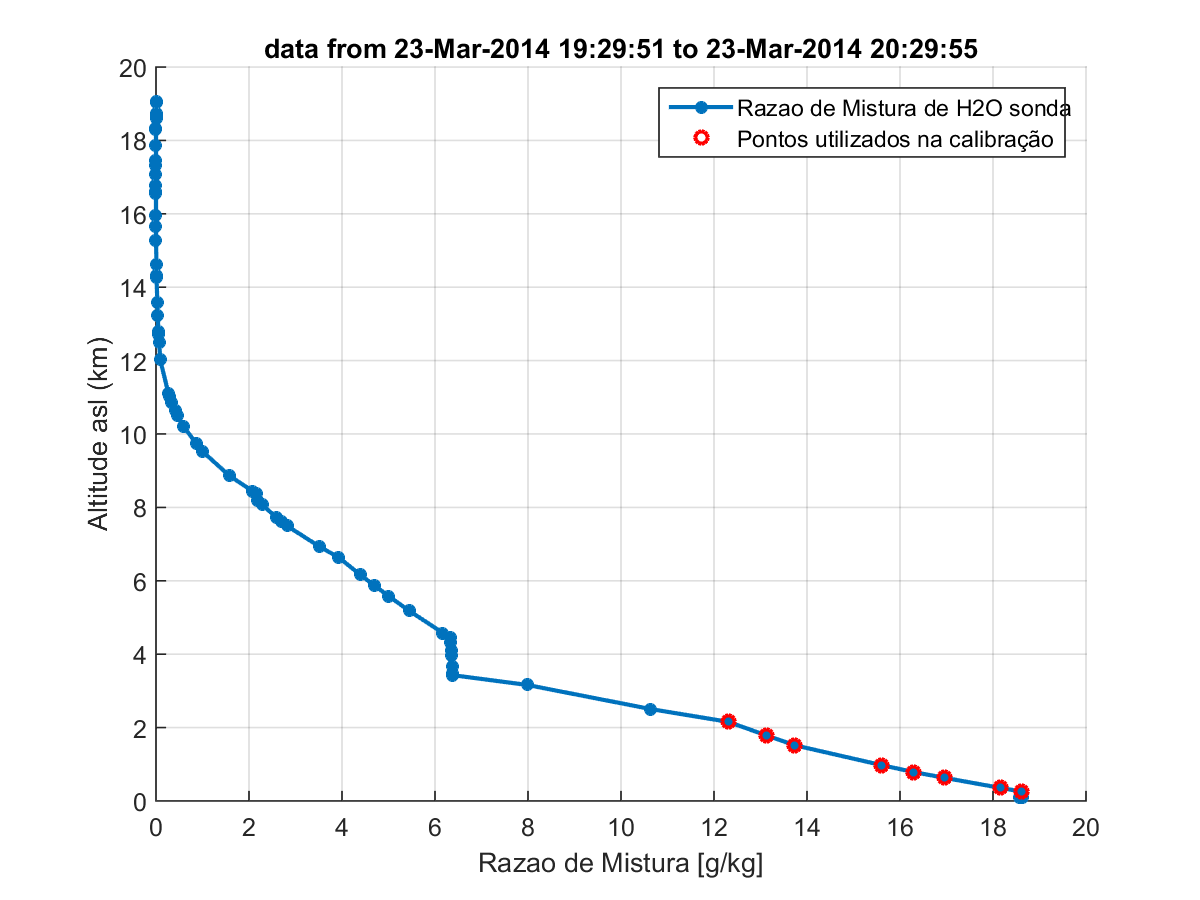 data from 23-Mar-2014 19:29:51 to 23-Mar-2014 20:29:55
Razao de Mistura de H2O sonda
Pontos utilizados na calibração
20
18
16
14
12
10
8
6
4
2
0
Altitude asl (km)
0 2 4 6 8 10 12 14 16 18 20
Razao de Mistura [g/kg]